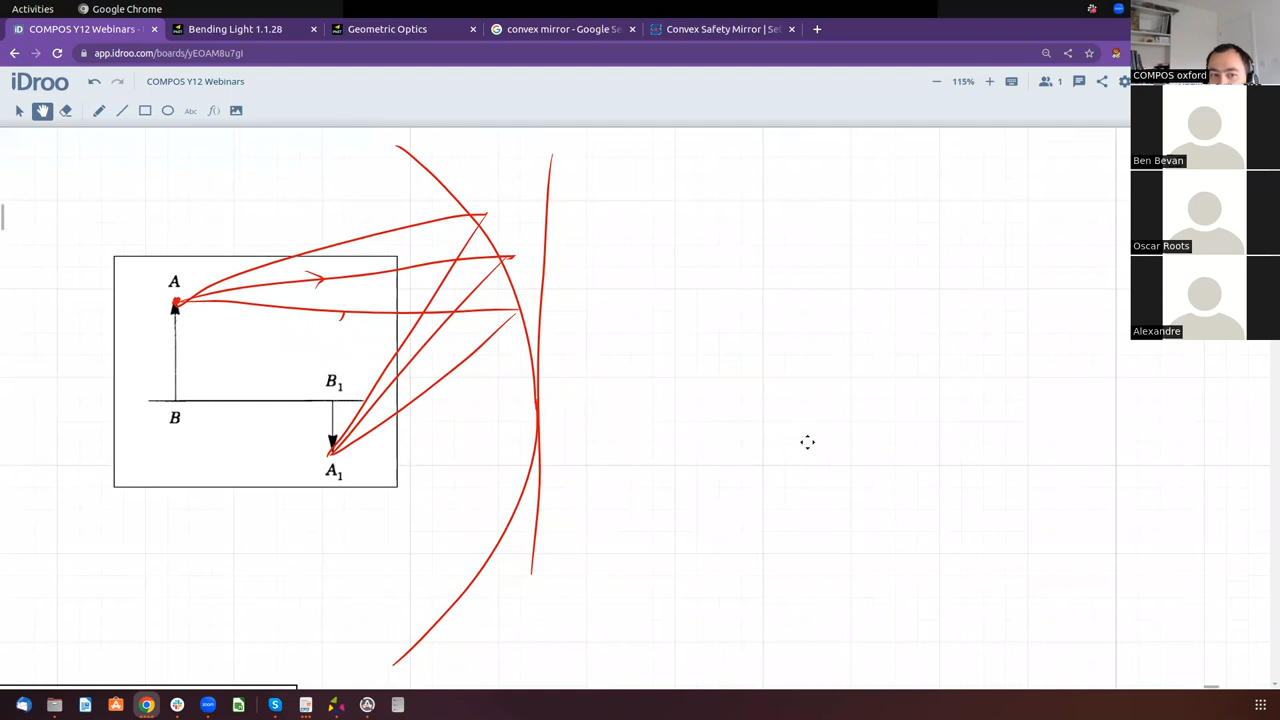 Activities
Google Chrome
COMPOS Y12 Webinars -
Bending Light 1.1.28
Geometric Optics
convex mirror - Google Se
Convex Safety Mirror | Se
app.idroo.com/boards/yEOAM8u7gI
iDroo
COMPOS Y12 Webinars
115%
1
Abc
f()
A
B1
B
A1
COMPOS oxford
Ben Bevan
Oscar Roots
Alexandre